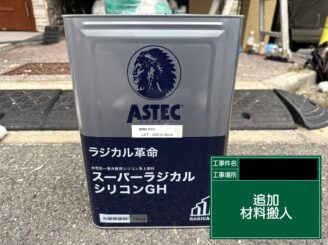 ASTEC
ラジカル革命
スーパーラジカル
シリコンGH
RADICAL
工事件名
工事場所
追加
材料搬入